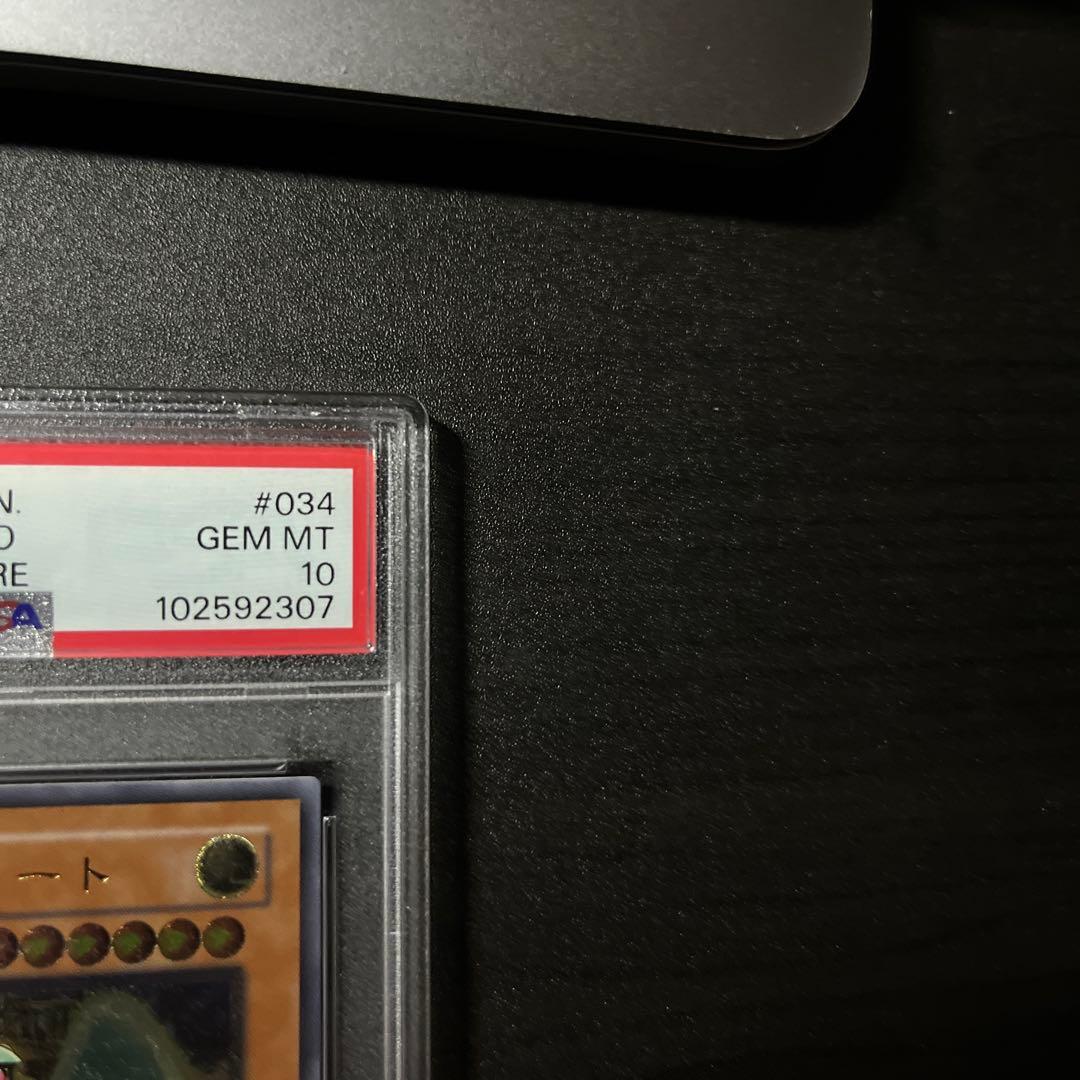 N. #034
O GEM MT
RE 10
SA 102592307
ート